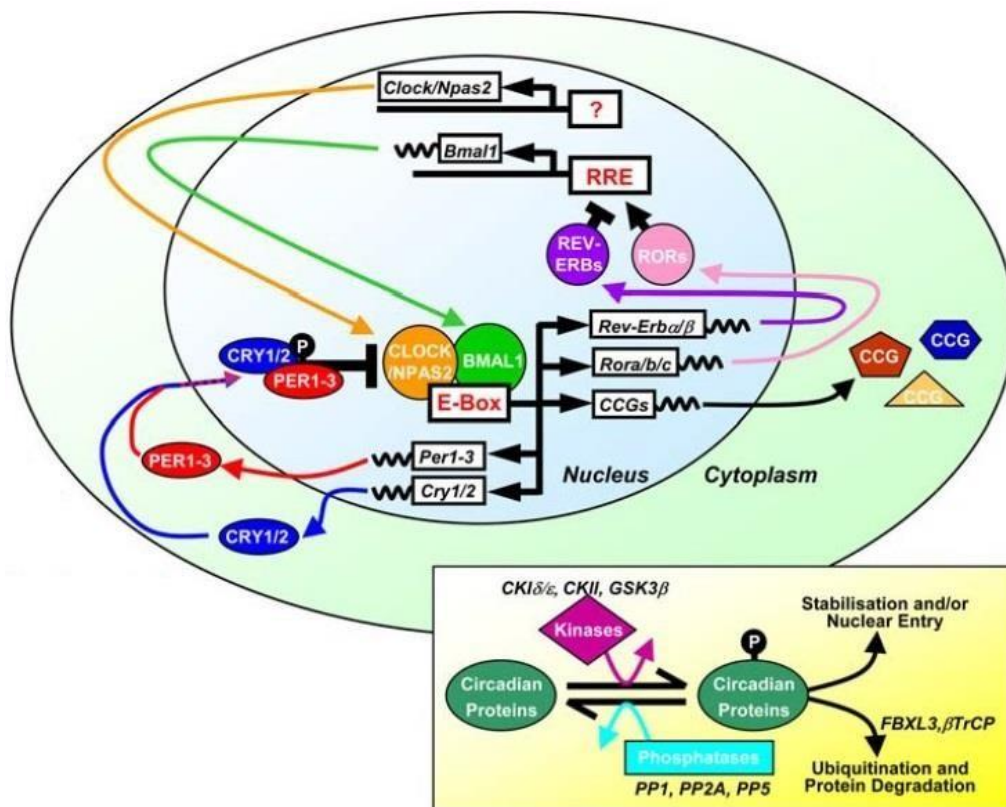 Clock/Npas2
?
Bmal1
RRE
REV-
ERBs
RORs
Rev-Erbα/β
CRY1/2
P
PER1-3
CLOCK
/NPAS2
BMAL1
Rora/b/c
CCG
CCG
CCG
E-Box
CCGs
PER1-3
Per1-3
Nucleus
Cytoplasm
Cry1/2
CRY1/2
CKIδ/ε, CKII, GSK3β
Kinases
Stabilisation and/or
Nuclear Entry
P
Circadian
Proteins
Circadian
Proteins
FBXL3,βTrCP
Phosphatases
PP1, PP2A, PP5
Ubiquitination and
Protein Degradation